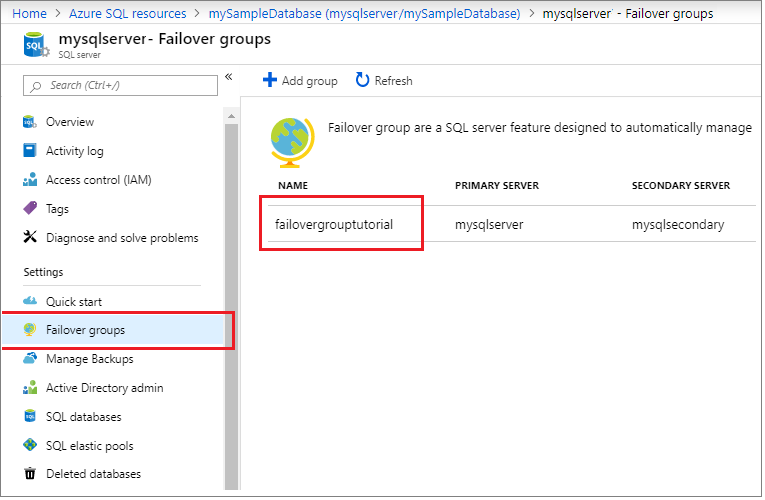 Home > Azure SQL resources > mySampleDatabase (mysqlserver/mySampleDatabase) > mysqlserver - Failover groups
mysqlserver - Failover groups
SQL server
Search (Ctrl+/)
«
Overview
Activity log
Access control (IAM)
Tags
Diagnose and solve problems
Settings
Quick start
Failover groups
Manage Backups
Active Directory admin
SQL databases
SQL elastic pools
Deleted databases
Add group Refresh
Failover group are a SQL server feature designed to automatically manage
NAME PRIMARY SERVER SECONDARY SERVER
failovergrouptutorial mysqlserver mysqlsecondary